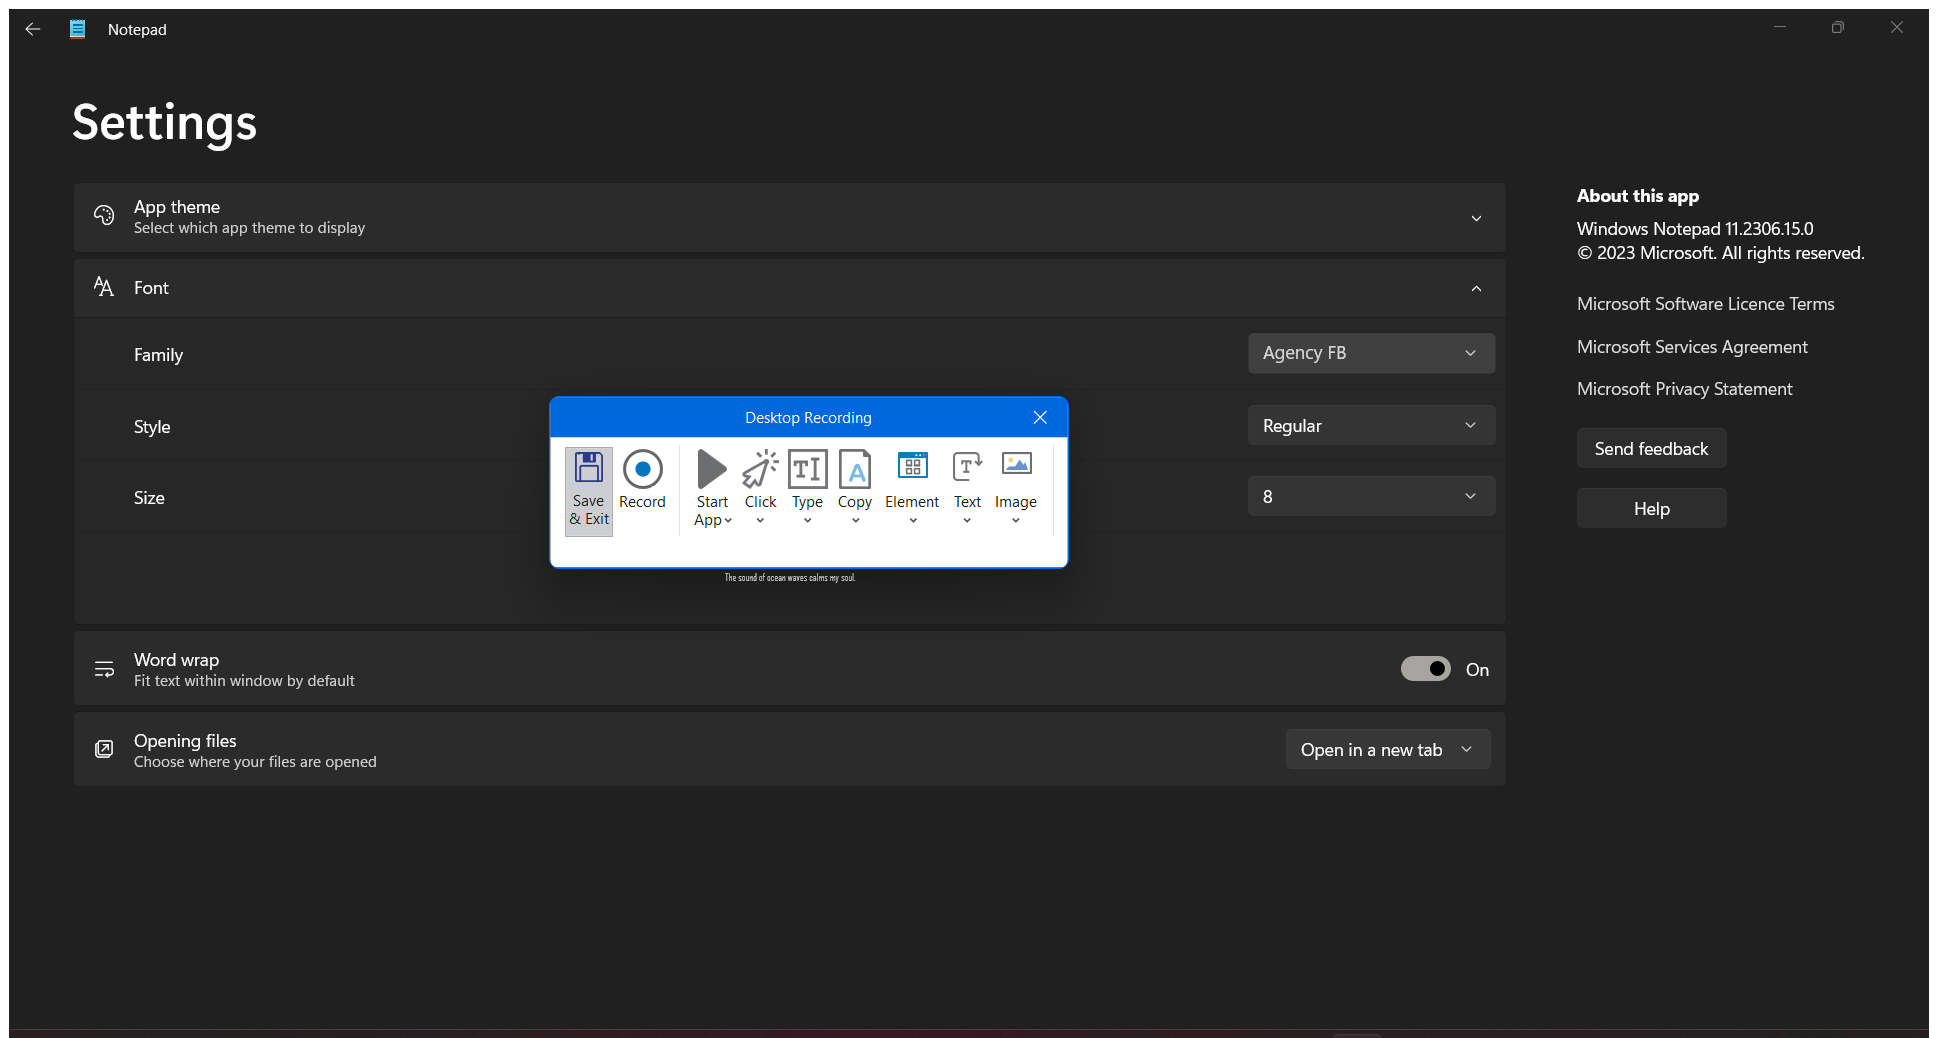 Notepad
Settings
App theme
Select which app theme to display
Font
Family
Agency FB
Style
Regular
Size
8
Desktop Recording
Save & Exit
Record
Start App
Click
Type
Copy
Element
Text
Image
The sound of ocean waves calms my soul.
Word wrap
Fit text within window by default
On
Opening files
Choose where your files are opened
Open in a new tab
About this app
Windows Notepad 11.2306.15.0
© 2023 Microsoft. All rights reserved.
Microsoft Software Licence Terms
Microsoft Services Agreement
Microsoft Privacy Statement
Send feedback
Help